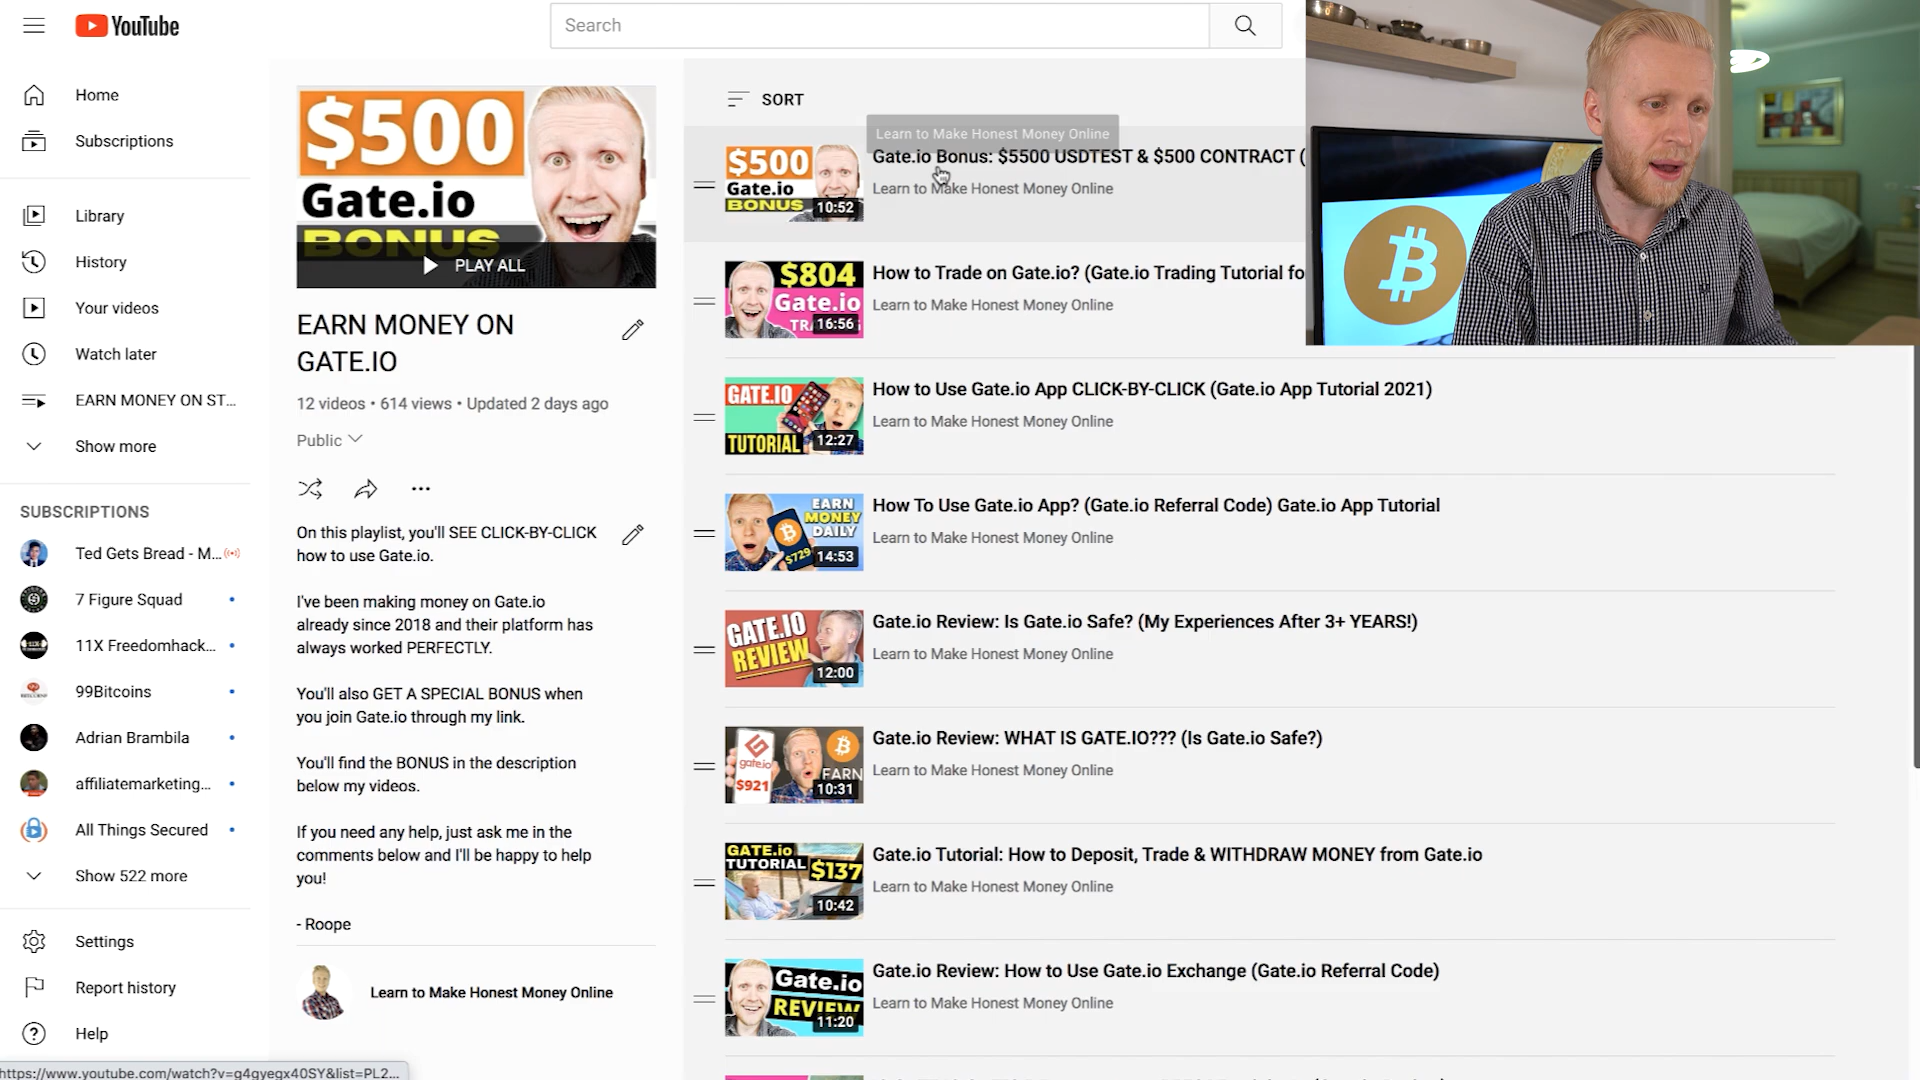 YouTube
Search
Home
Subscriptions
Library
History
Your videos
Watch later
EARN MONEY ON ST...
Show more
SUBSCRIPTIONS
Ted Gets Bread - M...
7 Figure Squad
11X Freedomhack...
99Bitcoins
Adrian Brambila
affiliatemarketing...
All Things Secured
Show 522 more
Settings
Report history
Help
https://www.youtube.com/watch?v=g4gyegx40SY&list=PL2...
$500
Gate.io
BONUS
PLAY ALL
EARN MONEY ON
GATE.IO
12 videos • 614 views • Updated 2 days ago
Public
On this playlist, you'll SEE CLICK-BY-CLICK
how to use Gate.io.
I've been making money on Gate.io
already since 2018 and their platform has
always worked PERFECTLY.
You'll also GET A SPECIAL BONUS when
you join Gate.io through my link.
You'll find the BONUS in the description
below my videos.
If you need any help, just ask me in the
comments below and I'll be happy to help
you!
- Roope
Learn to Make Honest Money Online
SORT
Learn to Make Honest Money Online
$500
Gate.io
BONUS
10:52
Gate.io Bonus: $5500 USDTEST & $500 CONTRACT (
Learn to Make Honest Money Online
$804
Gate.io
16:56
How to Trade on Gate.io? (Gate.io Trading Tutorial fo
Learn to Make Honest Money Online
GATE.IO
TUTORIAL
12:27
How to Use Gate.io App CLICK-BY-CLICK (Gate.io App Tutorial 2021)
Learn to Make Honest Money Online
EARN
MONEY
DAILY
$729
14:53
How To Use Gate.io App? (Gate.io Referral Code) Gate.io App Tutorial
Learn to Make Honest Money Online
GATE.IO
REVIEW
12:00
Gate.io Review: Is Gate.io Safe? (My Experiences After 3+ YEARS!)
Learn to Make Honest Money Online
gate.io
$921
EARN
10:31
Gate.io Review: WHAT IS GATE.IO??? (Is Gate.io Safe?)
Learn to Make Honest Money Online
GATE.io
TUTORIAL
$137
10:42
Gate.io Tutorial: How to Deposit, Trade & WITHDRAW MONEY from Gate.io
Learn to Make Honest Money Online
Gate.io
REVIEW
11:20
Gate.io Review: How to Use Gate.io Exchange (Gate.io Referral Code)
Learn to Make Honest Money Online